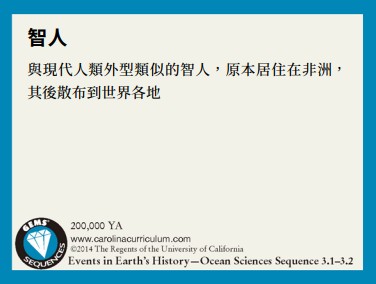 智人
與現代人類外型類似的智人，原本居住在非洲，
其後散布到世界各地
GEMS®
SEQUENCES
200,000 YA
www.carolinacurriculum.com
©2014 The Regents of the University of California
Events in Earth's History—Ocean Sciences Sequence 3.1–3.2